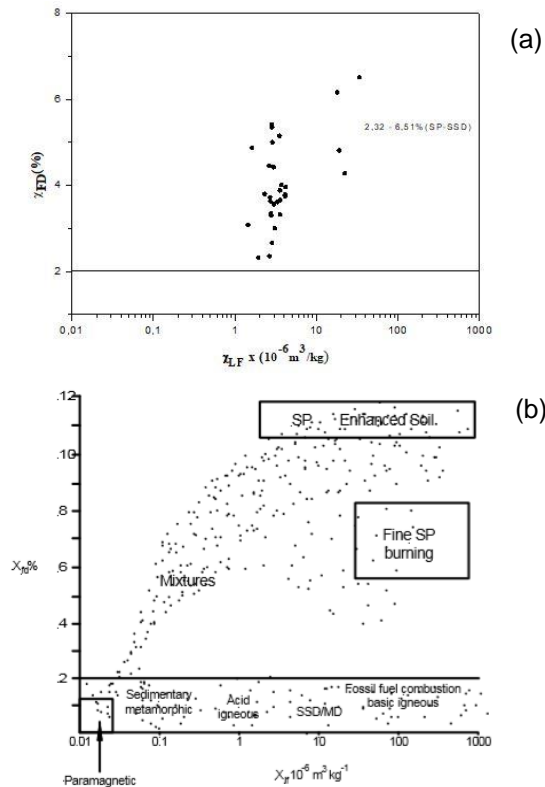 (a)
8
6
4
2
χFD(%)
2,32 - 6,51% (SP-SSD)
0,01 0,1 1 10 100 1000
χLF x (10⁻⁶ m³/kg)
(b)
.12
.10
.8
.6
.4
.2
0
Xfd%
SP Enhanced Soil.
Fine SP
burning
Mixtures
Sedimentary
metamorphic
Acid
igneous
SSD/MD
Fossil fuel combustion
basic igneous
0.01 0.1 1 10 100 1000
Paramagnetic
Xlf 10⁻⁶ m³ kg⁻¹